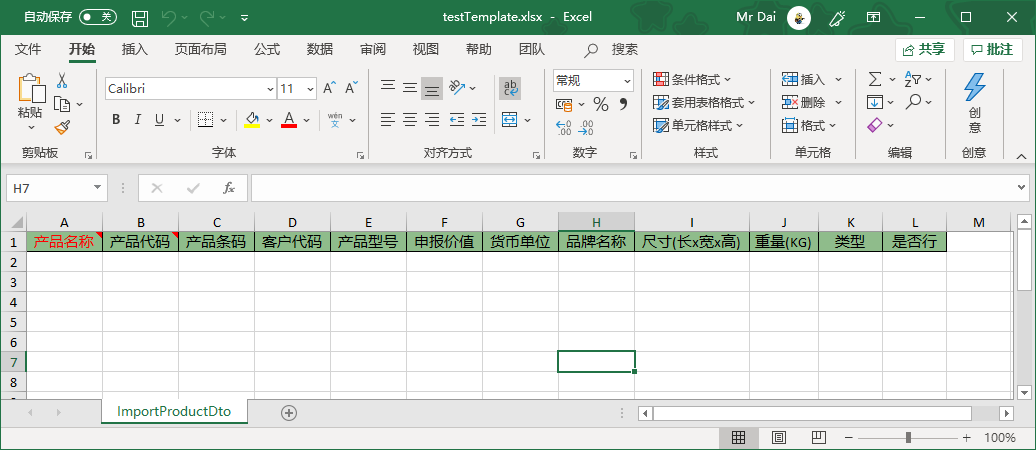 自动保存 关 testTemplate.xlsx - Excel Mr Dai
文件 开始 插入 页面布局 公式 数据 审阅 视图 帮助 团队 搜索 共享 批注
粘贴 Calibri 11 A A ab c 常规 条件格式 插入 Σ A Z
B I U A wén 文 % 套用表格格式 删除 创意
.00 .0 单元格样式 格式
剪贴板 字体 对齐方式 数字 样式 单元格 编辑 创意
H7 fx
A B C D E F G H I J K L M
1 产品名称 产品代码 产品条码 客户代码 产品型号 申报价值 货币单位 品牌名称 尺寸(长x宽x高) 重量(KG) 类型 是否行
2
3
4
5
6
7
8
ImportProductDto
100%